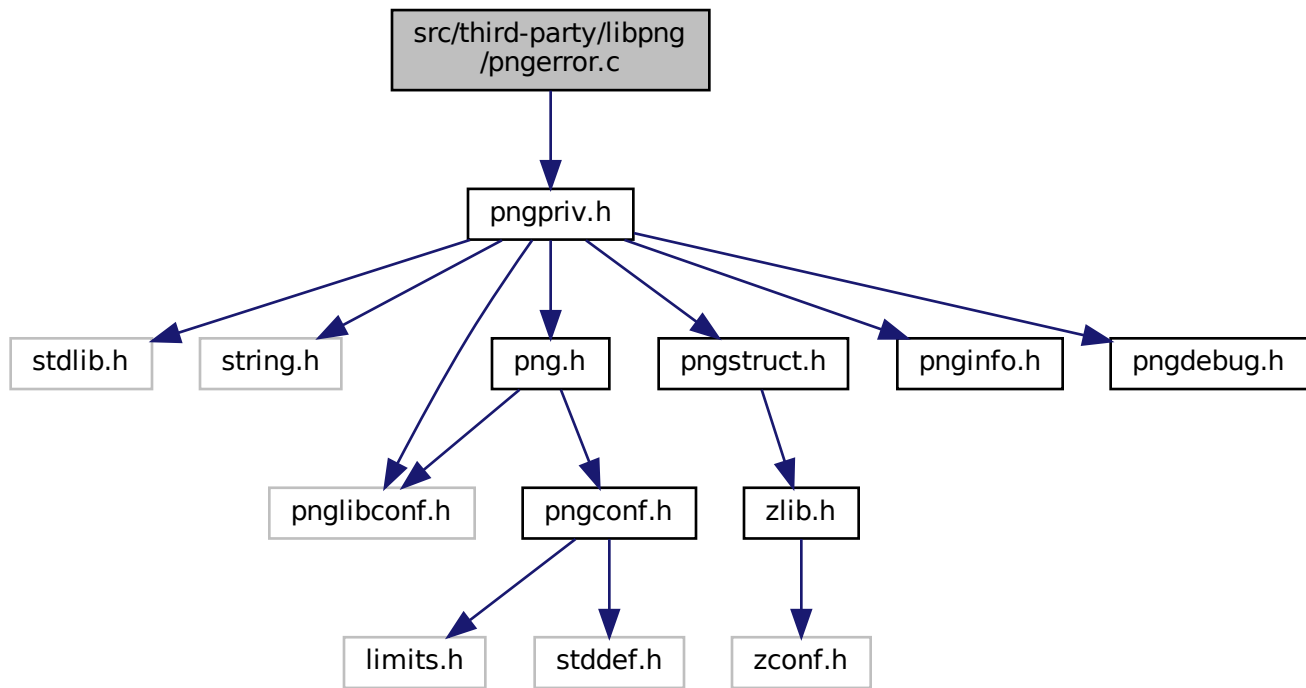 src/third-party/libpng
/pngerror.c
pngpriv.h
stdlib.h
string.h
png.h
pngstruct.h
pnginfo.h
pngdebug.h
pnglibconf.h
pngconf.h
zlib.h
limits.h
stddef.h
zconf.h